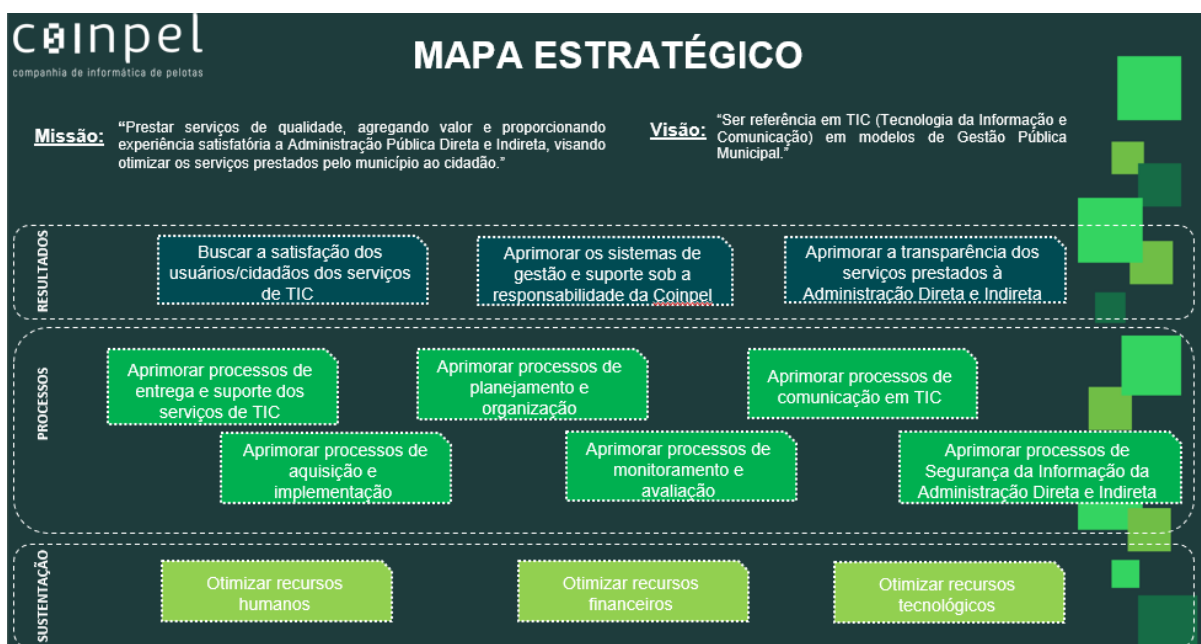 coinpel
companhia de informática de pelotas
MAPA ESTRATÉGICO
Missão:
“Prestar serviços de qualidade, agregando valor e proporcionando
experiência satisfatória a Administração Pública Direta e Indireta, visando
otimizar os serviços prestados pelo município ao cidadão.”
Visão:
“Ser referência em TIC (Tecnologia da Informação e
Comunicação) em modelos de Gestão Pública
Municipal.”
RESULTADOS
Buscar a satisfação dos
usuários/cidadãos dos serviços
de TIC
Aprimorar os sistemas de
gestão e suporte sob a
responsabilidade da Coinpel
Aprimorar a transparência dos
serviços prestados à
Administração Direta e Indireta
PROCESSOS
Aprimorar processos de
entrega e suporte dos
serviços de TIC
Aprimorar processos de
planejamento e
organização
Aprimorar processos de
comunicação em TIC
Aprimorar processos de
aquisição e
implementação
Aprimorar processos de
monitoramento e
avaliação
Aprimorar processos de
Segurança da Informação da
Administração Direta e Indireta
SUSTENTAÇÃO
Otimizar recursos
humanos
Otimizar recursos
financeiros
Otimizar recursos
tecnológicos